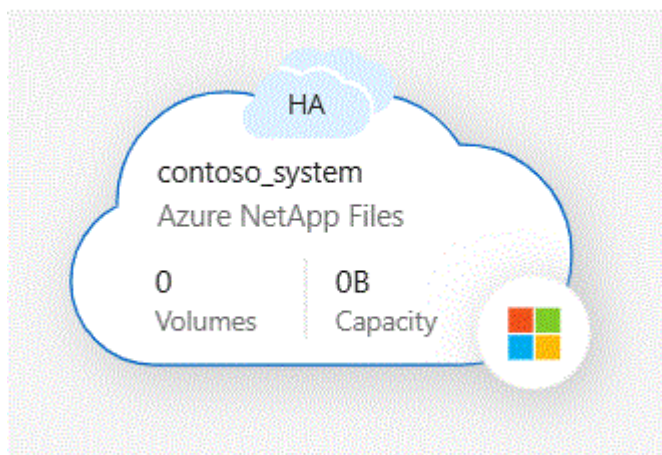 HA
contoso_system
Azure NetApp Files
0
Volumes
0B
Capacity